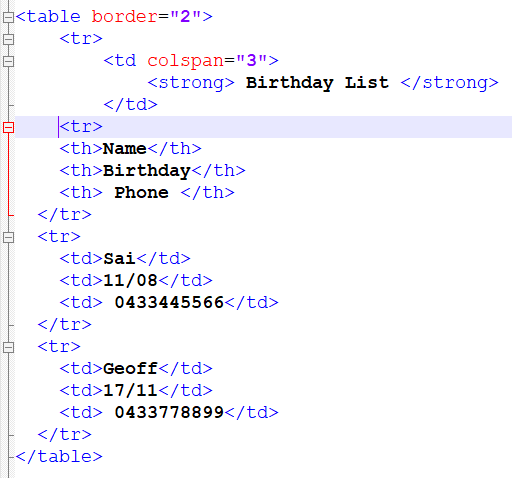 <table border="2">
<tr>
<td colspan="3">
<strong> Birthday List </strong>
</td>
<tr>
<th>Name</th>
<th>Birthday</th>
<th> Phone </th>
</tr>
<tr>
<td>Sai</td>
<td>11/08</td>
<td> 0433445566</td>
</tr>
<tr>
<td>Geoff</td>
<td>17/11</td>
<td> 0433778899</td>
</tr>
</table>